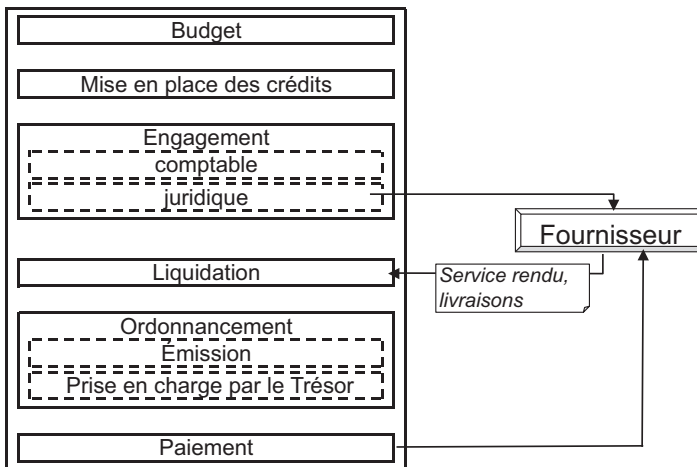 Budget
Mise en place des crédits
Engagement
comptable
juridique
Fournisseur
Liquidation
Service rendu,
livraisons
Ordonnancement
Émission
Prise en charge par le Trésor
Paiement